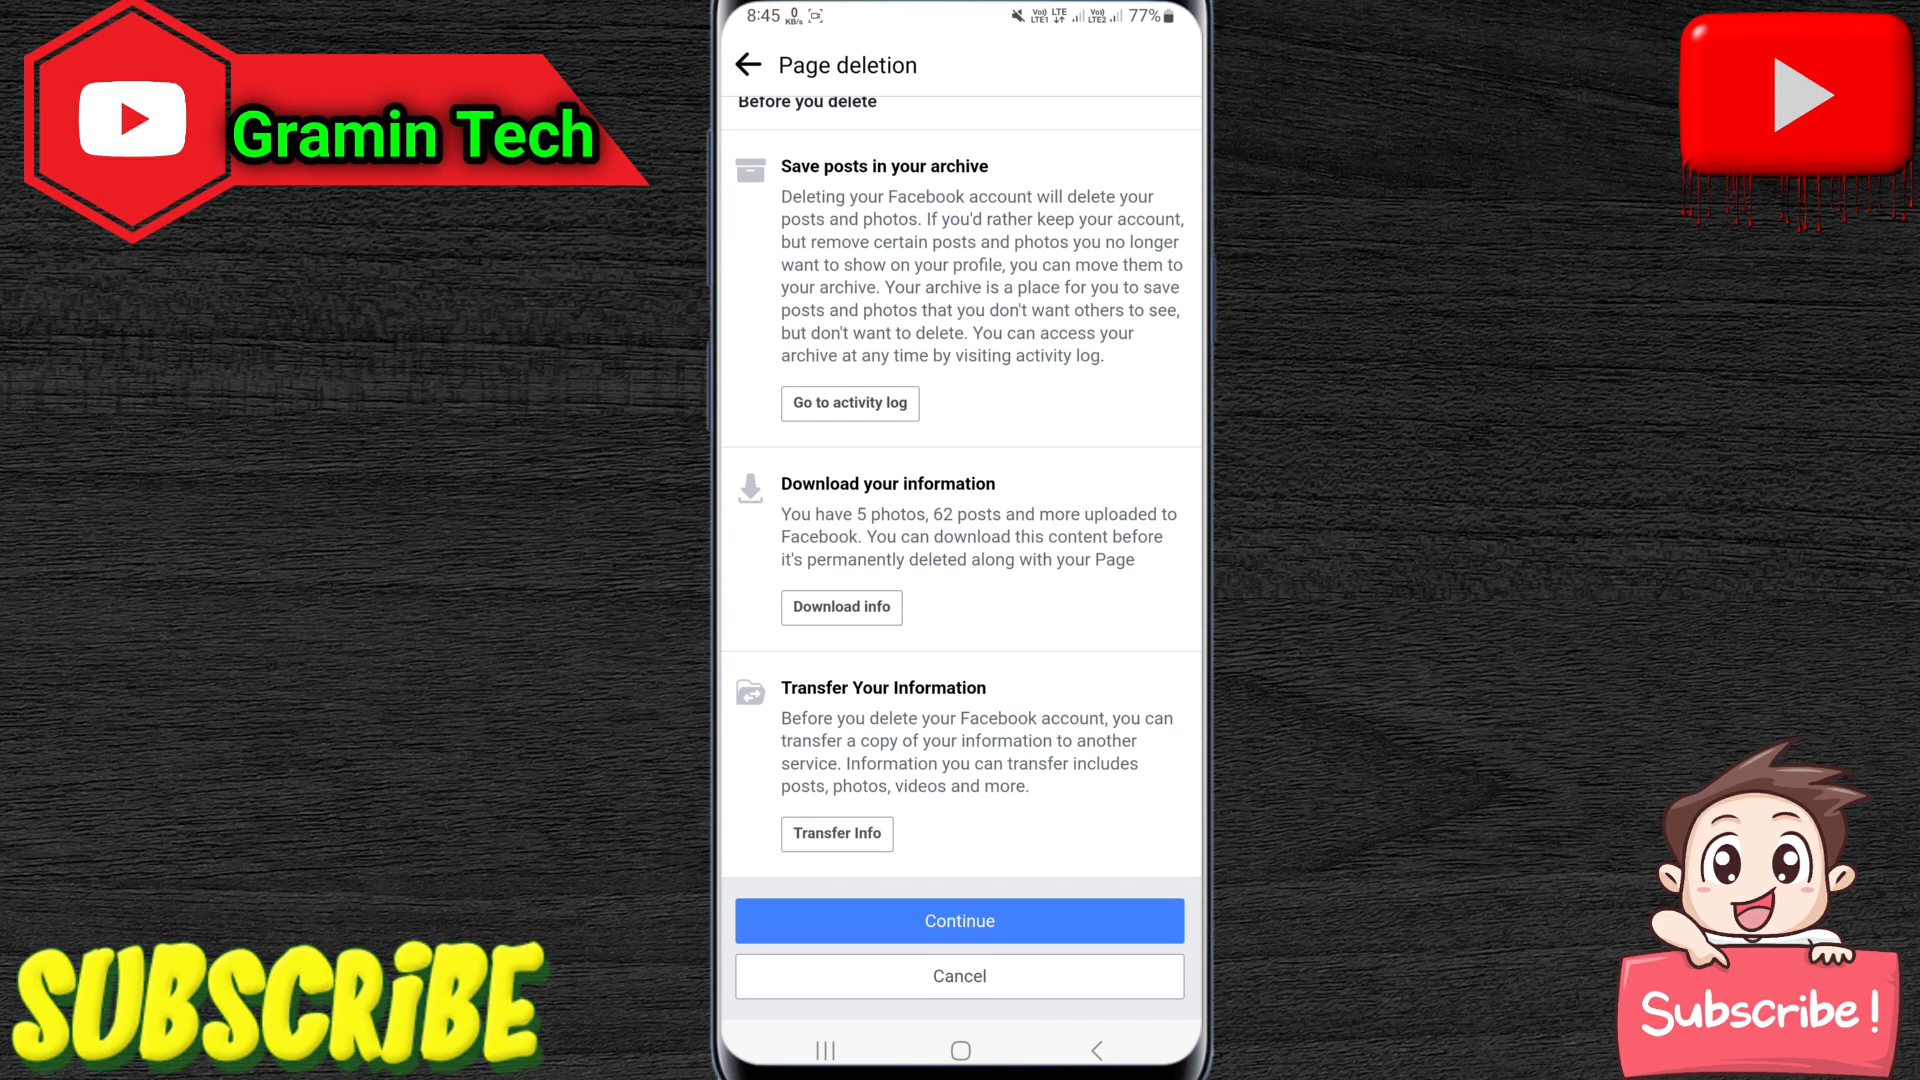 Gramin Tech
8:45 0 KB/s Vo) LTE1 LTE Vo) LTE2 77%
Page deletion
Before you delete
Save posts in your archive
Deleting your Facebook account will delete your
posts and photos. If you'd rather keep your account,
but remove certain posts and photos you no longer
want to show on your profile, you can move them to
your archive. Your archive is a place for you to save
posts and photos that you don't want others to see,
but don't want to delete. You can access your
archive at any time by visiting activity log.
Go to activity log
Download your information
You have 5 photos, 62 posts and more uploaded to
Facebook. You can download this content before
it's permanently deleted along with your Page
Download info
Transfer Your Information
Before you delete your Facebook account, you can
transfer a copy of your information to another
service. Information you can transfer includes
posts, photos, videos and more.
Transfer Info
Continue
Cancel
SUBSCRiBE
Subscribe!